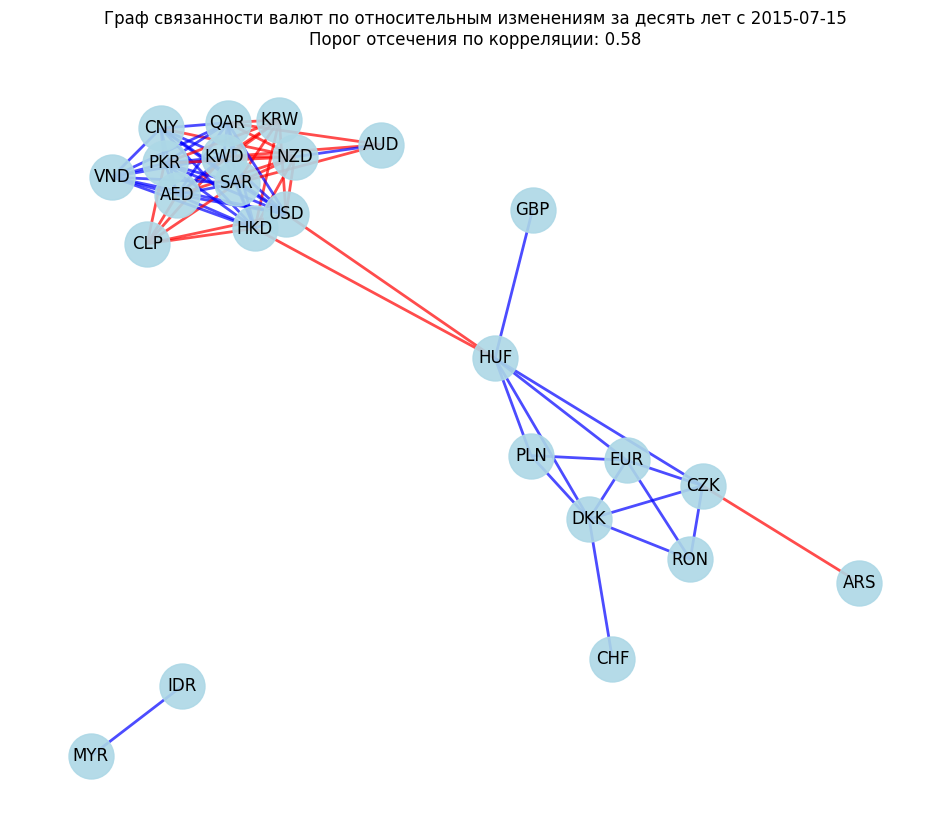 Граф связанности валют по относительным изменениям за десять лет с 2015-07-15
Порог отсечения по корреляции: 0.58
CNY
QAR
KRW
AUD
PKR
KWD
NZD
VND
AED
SAR
USD
HKD
CLP
GBP
HUF
PLN
EUR
CZK
DKK
RON
ARS
CHF
IDR
MYR